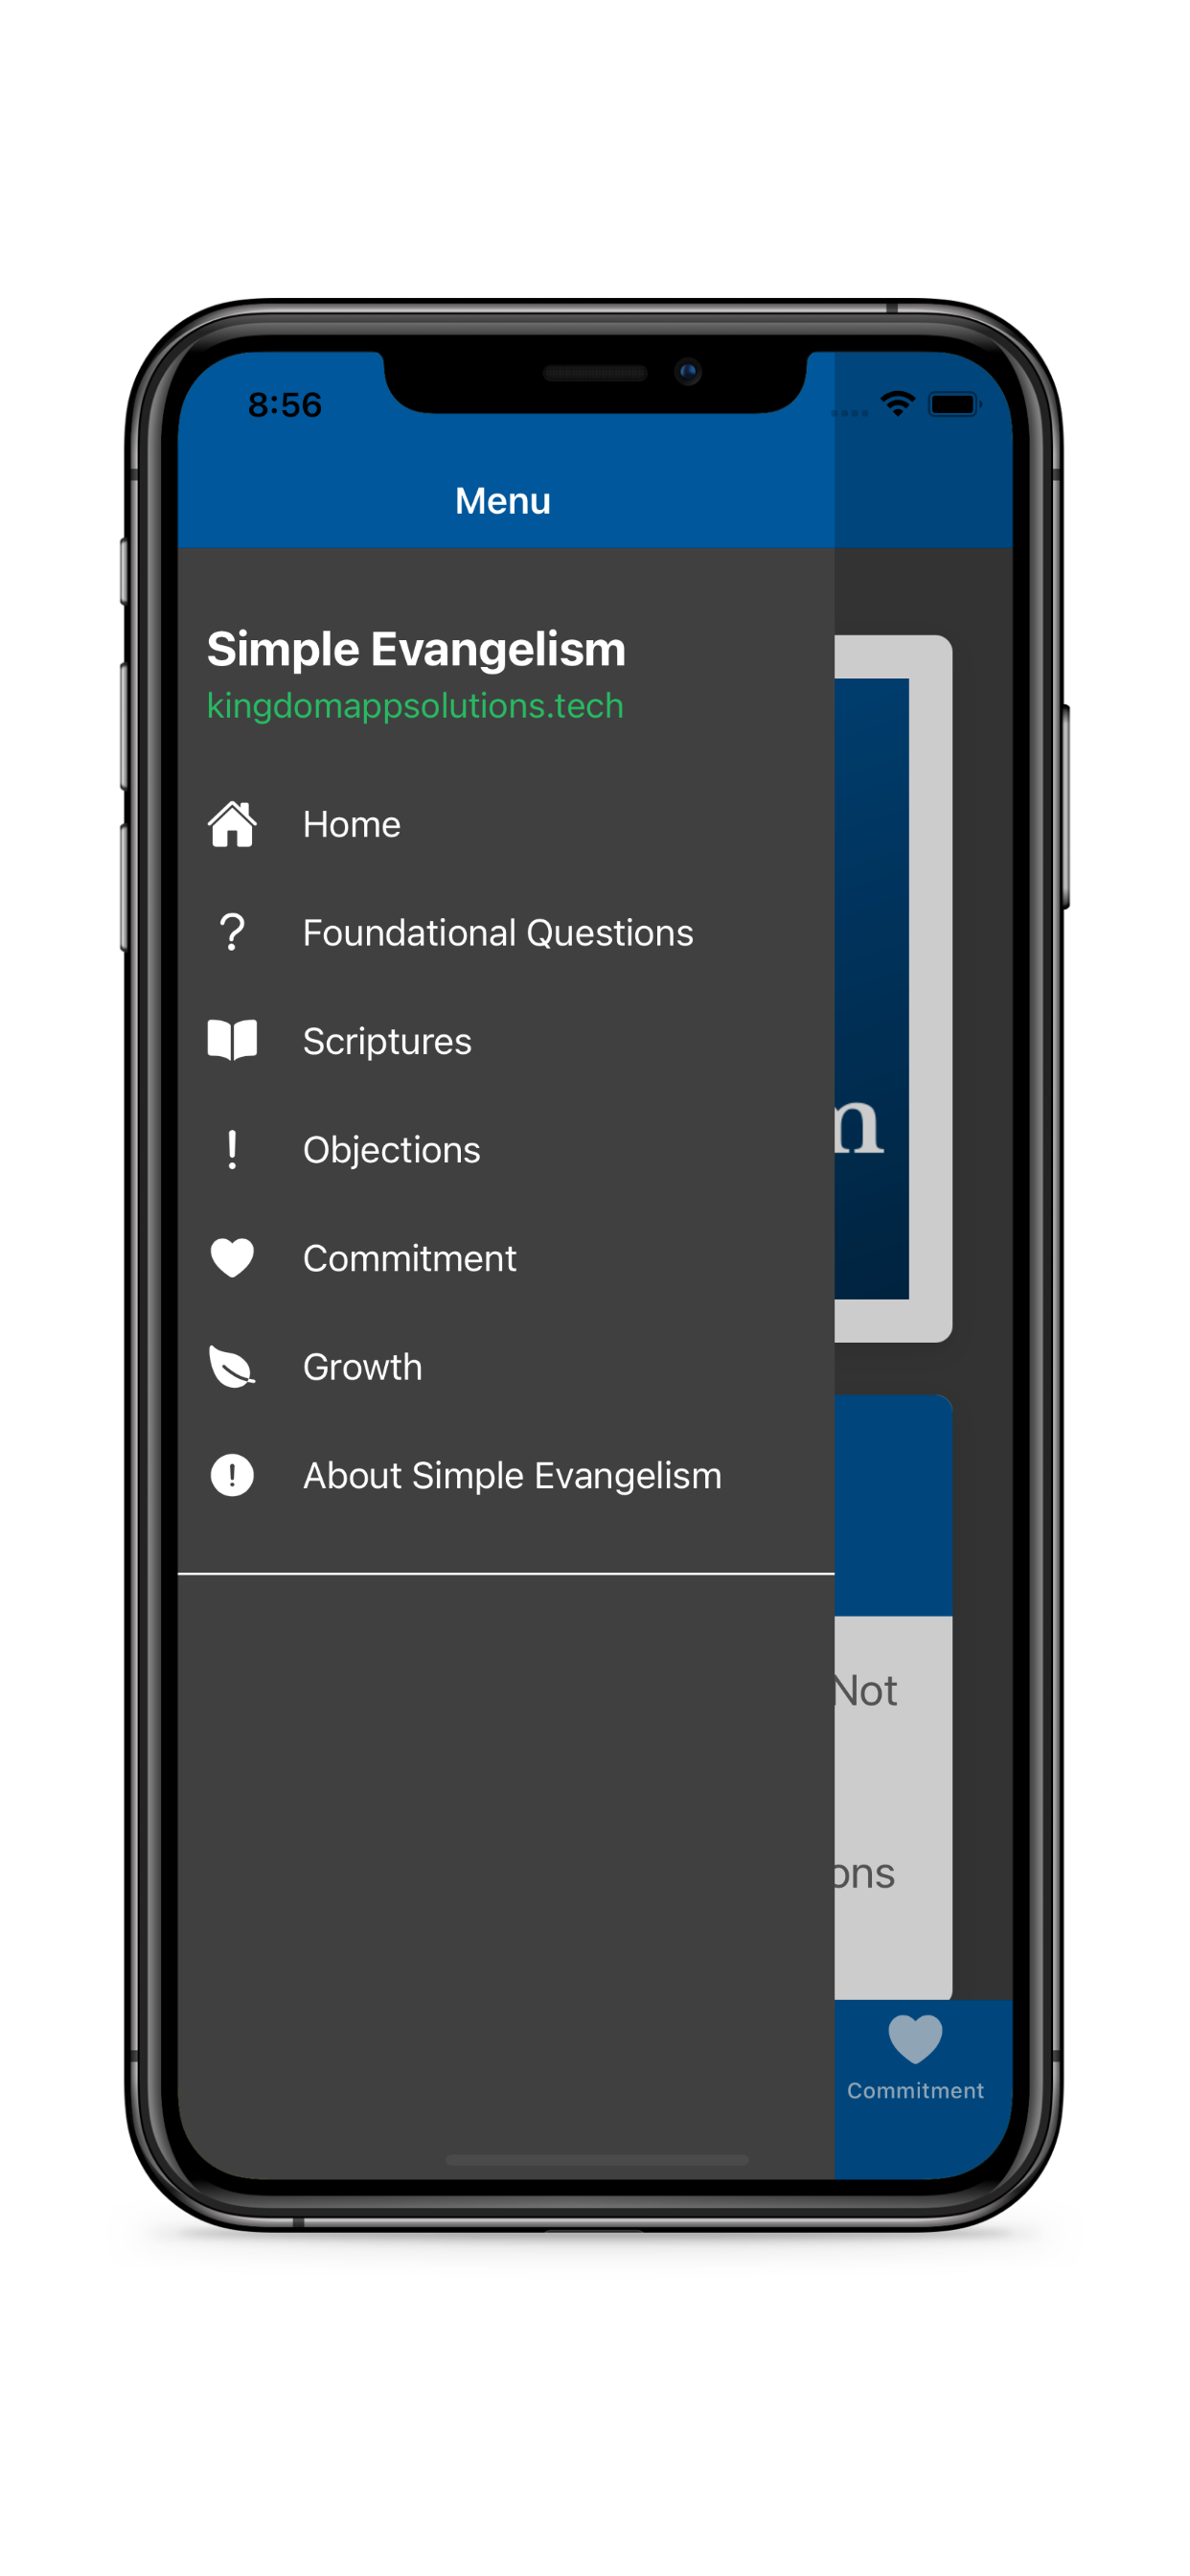 8:56
Menu
Simple Evangelism
kingdomappsolutions.tech
Home
Foundational Questions
Scriptures
Objections
Commitment
Growth
About Simple Evangelism
Not
Commitment